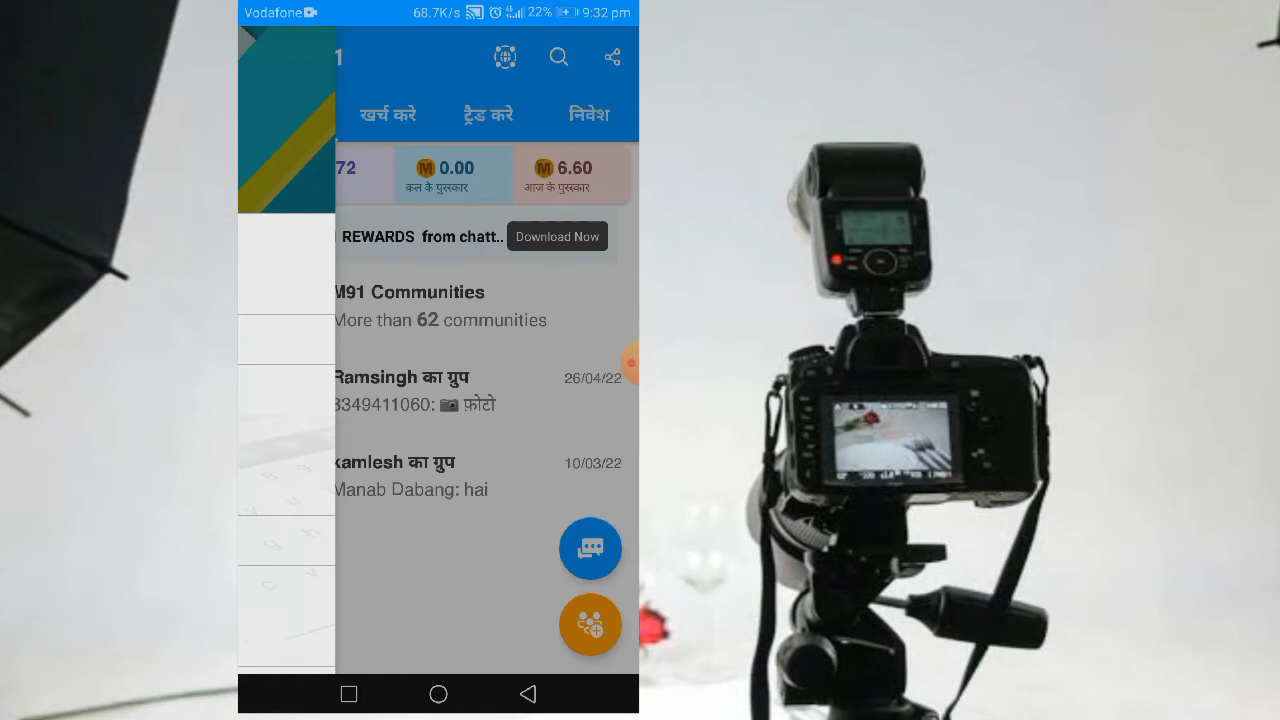 Vodafone 68.7K/s 22% 9:32 pm
1
खर्च करे ट्रैड करे निवेश
72 M 0.00 M 6.60
कल के पुरस्कार आज के पुरस्कार
REWARDS from chatt.. Download Now
M91 Communities
More than 62 communities
Ramsingh का ग्रुप 26/04/22
8349411060: फ़ोटो
kamlesh का ग्रुप 10/03/22
Manab Dabang: hai